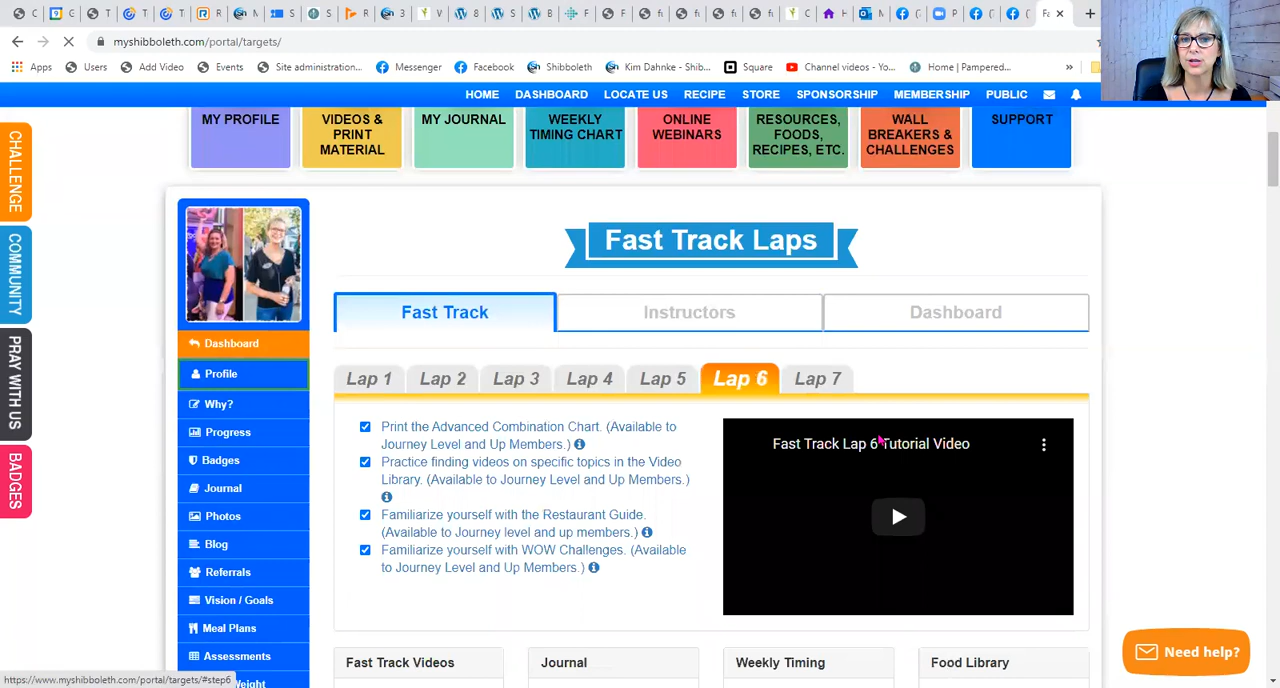 myshibboleth.com/portal/targets/
Apps Users Add Video Events Site administration... Messenger Facebook Shibboleth Kim Dahnke - Shib... Square Channel videos - Yo... Home | Pampered... »
HOME DASHBOARD LOCATE US RECIPE STORE SPONSORSHIP MEMBERSHIP PUBLIC
MY PROFILE
VIDEOS &
PRINT
MATERIAL
MY JOURNAL
WEEKLY
TIMING CHART
ONLINE
WEBINARS
RESOURCES,
FOODS,
RECIPES, ETC.
WALL
BREAKERS &
CHALLENGES
SUPPORT
CHALLENGE
COMMUNITY
PRAY WITH US
BADGES
Dashboard
Profile
Why?
Progress
Badges
Journal
Photos
Blog
Referrals
Vision / Goals
Meal Plans
Assessments
Fast Track Laps
Fast Track Instructors Dashboard
Lap 1 Lap 2 Lap 3 Lap 4 Lap 5 Lap 6 Lap 7
Print the Advanced Combination Chart. (Available to
Journey Level and Up Members.)
Practice finding videos on specific topics in the Video
Library. (Available to Journey Level and Up Members.)
Familiarize yourself with the Restaurant Guide.
(Available to Journey level and up members.)
Familiarize yourself with WOW Challenges. (Available
to Journey Level and Up Members.)
Fast Track Lap 6 Tutorial Video
Fast Track Videos Journal Weekly Timing Food Library
Need help?
https://www.myshibboleth.com/portal/targets/#step6